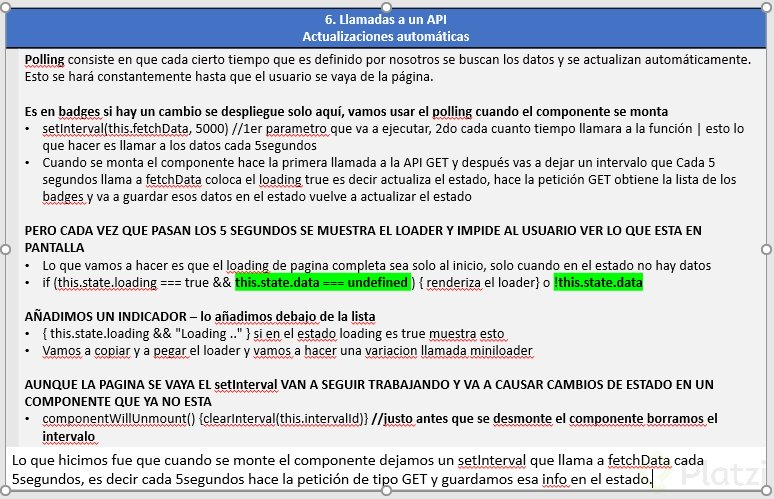 6. Llamadas a un API
Actualizaciones automáticas
Polling consiste en que cada cierto tiempo que es definido por nosotros se buscan los datos y se actualizan automáticamente.
Esto se hará constantemente hasta que el usuario se vaya de la página.
Es en badges si hay un cambio se despliegue solo aquí, vamos usar el polling cuando el componente se monta
• setInterval(this.fetchData, 5000) //1er parametro que va a ejecutar, 2do cada cuanto tiempo llamara a la función | esto lo
que hacer es llamar a los datos cada 5segundos
• Cuando se monta el componente hace la primera llamada a la API GET y después vas a dejar un intervalo que Cada 5
segundos llama a fetchData coloca el loading true es decir actualiza el estado, hace la petición GET obtiene la lista de los
badges y va a guardar esos datos en el estado vuelve a actualizar el estado
PERO CADA VEZ QUE PASAN LOS 5 SEGUNDOS SE MUESTRA EL LOADER Y IMPIDE AL USUARIO VER LO QUE ESTA EN
PANTALLA
• Lo que vamos a hacer es que el loading de pagina completa sea solo al inicio, solo cuando en el estado no hay datos
• if (this.state.loading === true && this.state.data === undefined ) { renderiza el loader} o !this.state.data
AÑADIMOS UN INDICADOR – lo añadimos debajo de la lista
• { this.state.loading && "Loading .." } si en el estado loading es true muestra esto
• Vamos a copiar y a pegar el loader y vamos a hacer una variacion llamada miniloader
AUNQUE LA PAGINA SE VAYA EL setInterval VAN A SEGUIR TRABAJANDO Y VA A CAUSAR CAMBIOS DE ESTADO EN UN
COMPONENTE QUE YA NO ESTA
• componentWillUnmount() {clearInterval(this.intervalId)} //justo antes que se desmonte el componente borramos el
intervalo
Lo que hicimos fue que cuando se monte el componente dejamos un setInterval que llama a fetchData cada
5segundos, es decir cada 5segundos hace la petición de tipo GET y guardamos esa info en el estado.
Platzi